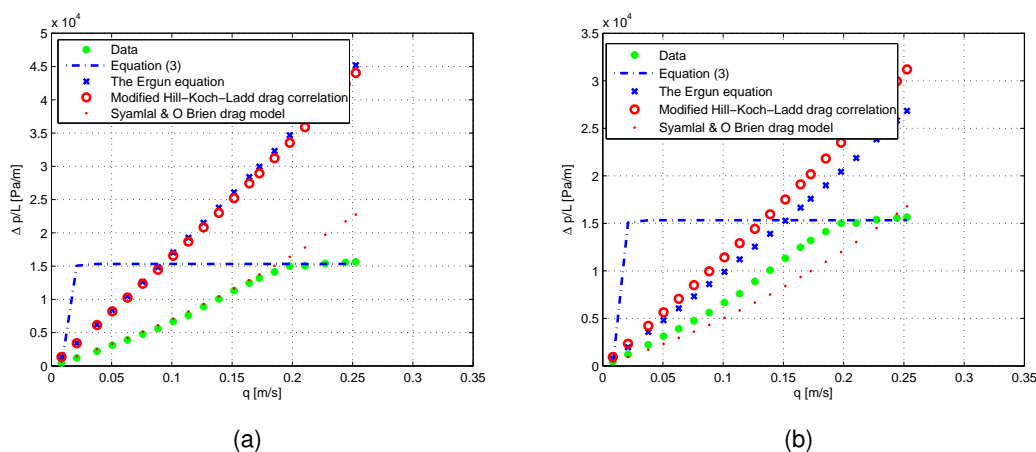 x 10⁴
5
4.5
4
3.5
3
2.5
2
1.5
1
0.5
0
Δ p/L [Pa/m]
Data
Equation (3)
The Ergun equation
Modified Hill−Koch−Ladd drag correlation
Syamlal & O Brien drag model
0 0.05 0.1 0.15 0.2 0.25 0.3 0.35
q [m/s]
(a)
x 10⁴
3.5
3
2.5
2
1.5
1
0.5
0
Δ p/L [Pa/m]
Data
Equation (3)
The Ergun equation
Modified Hill−Koch−Ladd drag correlation
Syamlal & O Brien drag model
0 0.05 0.1 0.15 0.2 0.25 0.3 0.35
q [m/s]
(b)